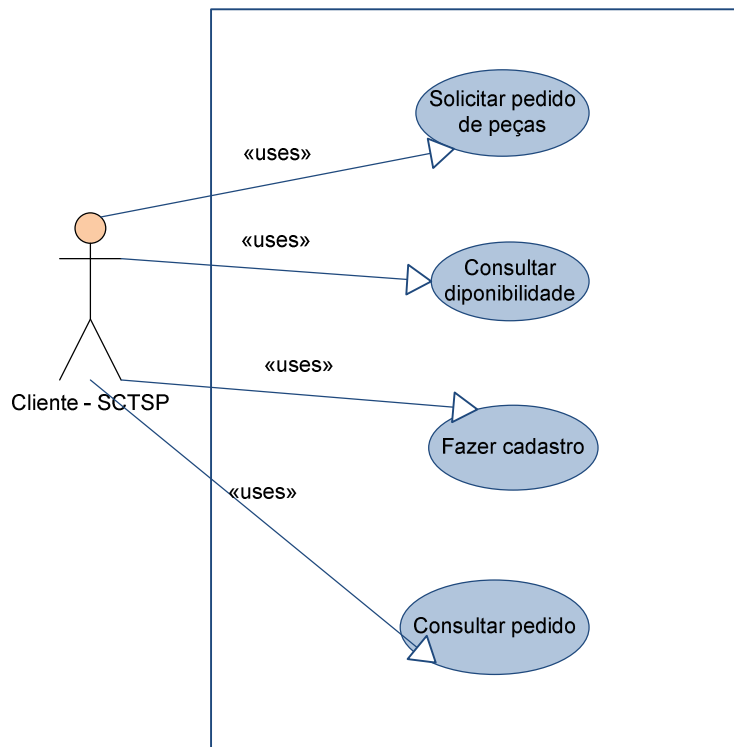 Solicitar pedido
de peças
«uses»
«uses»
Consultar
diponibilidade
«uses»
Cliente - SCTSP
Fazer cadastro
«uses»
Consultar pedido